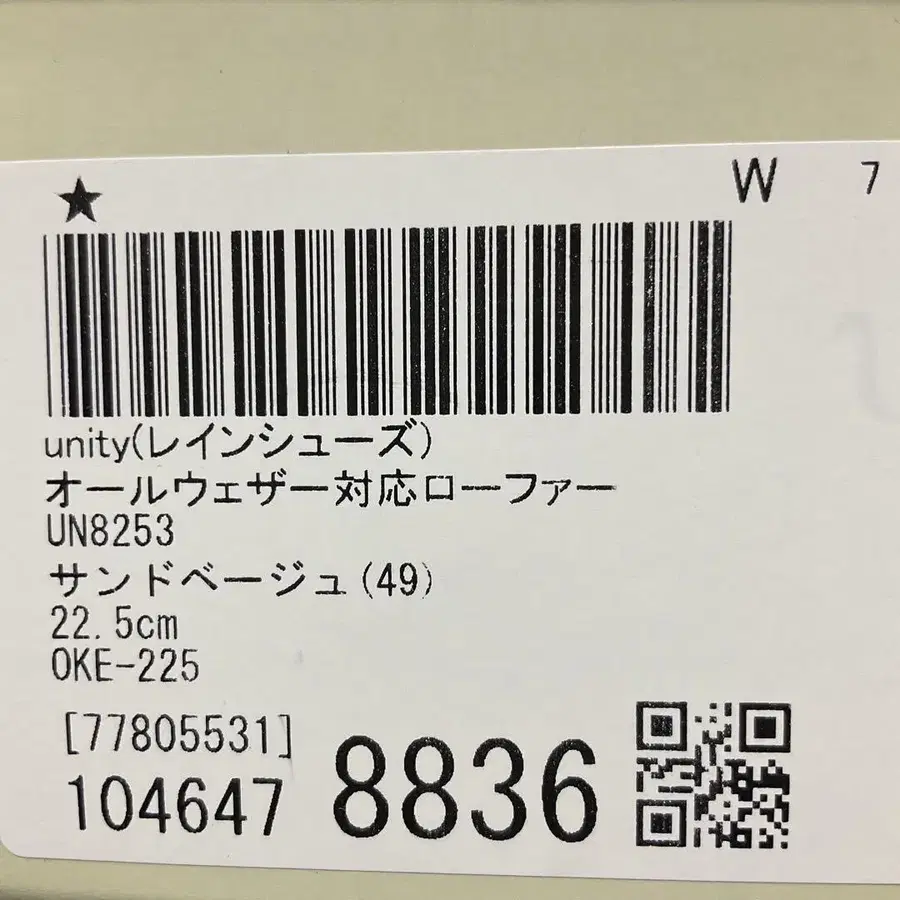 ★ W 7
unity(レインシューズ)
オールウェザー対応ローファー
UN8253
サンドベージュ(49)
22.5cm
OKE-225
[77805531]
104647 8836